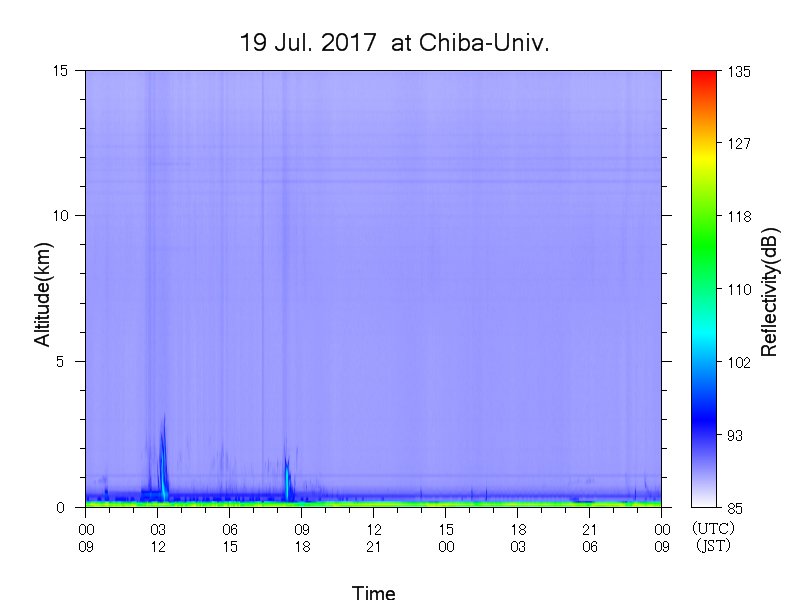 19 Jul. 2017 at Chiba-Univ.
15
10
5
0
Altitude(km)
00 03 06 09 12 15 18 21 00
09 12 15 18 21 00 03 06 09
Time
135
127
118
110
102
93
85
Reflectivity(dB)
(UTC)
(JST)